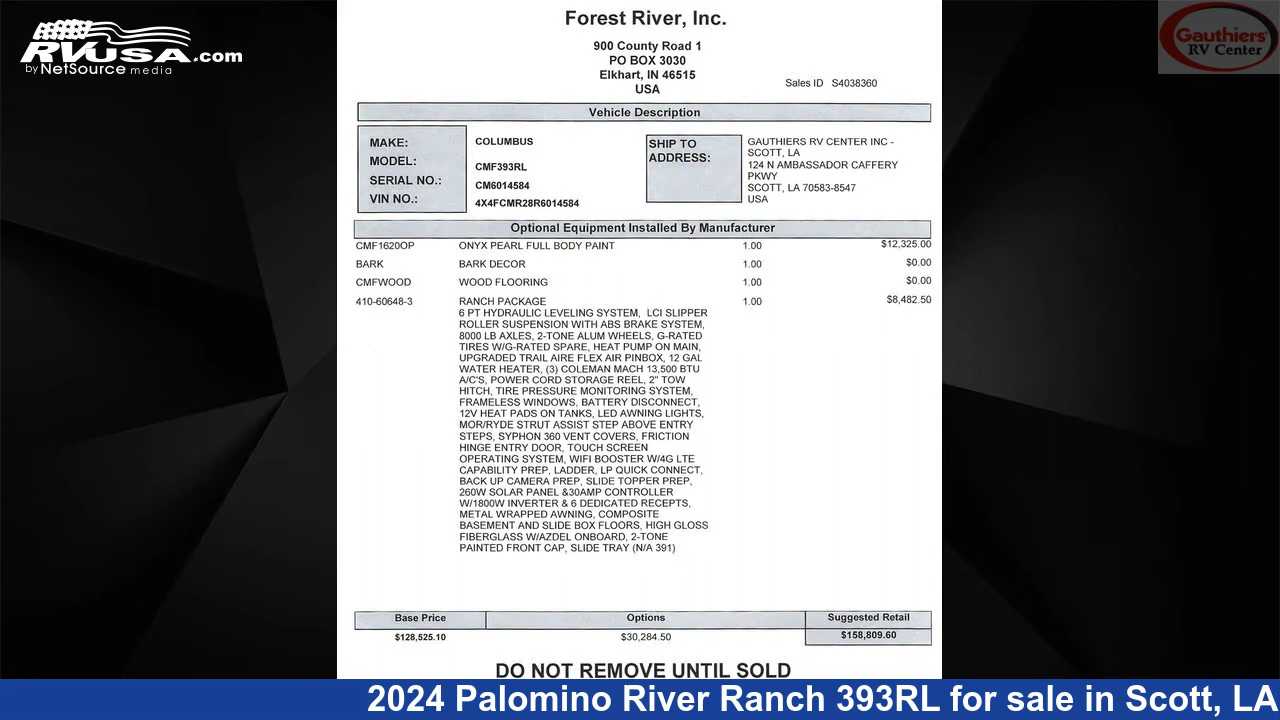 RVUSA.com
by NetSource media
Gauthiers'
RV Center
Forest River, Inc.
900 County Road 1
PO BOX 3030
Elkhart, IN 46515
USA
Sales ID S4038360
Vehicle Description
MAKE: COLUMBUS
MODEL: CMF393RL
SERIAL NO.: CM6014584
VIN NO.: 4X4FCMR28R6014584
SHIP TO
ADDRESS:
GAUTHIERS RV CENTER INC -
SCOTT, LA
124 N AMBASSADOR CAFFERY
PKWY
SCOTT, LA 70583-8547
USA
Optional Equipment Installed By Manufacturer
CMF1620OP ONYX PEARL FULL BODY PAINT 1.00 $12,325.00
BARK BARK DECOR 1.00 $0.00
CMFWOOD WOOD FLOORING 1.00 $0.00
410-60648-3 RANCH PACKAGE 1.00 $8,482.50
6 PT HYDRAULIC LEVELING SYSTEM, LCI SLIPPER
ROLLER SUSPENSION WITH ABS BRAKE SYSTEM,
8000 LB AXLES, 2-TONE ALUM WHEELS, G-RATED
TIRES W/G-RATED SPARE, HEAT PUMP ON MAIN,
UPGRADED TRAIL AIRE FLEX AIR PINBOX, 12 GAL
WATER HEATER, (3) COLEMAN MACH 13,500 BTU
A/C'S, POWER CORD STORAGE REEL, 2" TOW
HITCH, TIRE PRESSURE MONITORING SYSTEM,
FRAMELESS WINDOWS, BATTERY DISCONNECT,
12V HEAT PADS ON TANKS, LED AWNING LIGHTS,
MOR/RYDE STRUT ASSIST STEP ABOVE ENTRY
STEPS, SYPHON 360 VENT COVERS, FRICTION
HINGE ENTRY DOOR, TOUCH SCREEN
OPERATING SYSTEM, WIFI BOOSTER W/4G LTE
CAPABILITY PREP, LADDER, LP QUICK CONNECT,
BACK UP CAMERA PREP, SLIDE TOPPER PREP,
260W SOLAR PANEL &30AMP CONTROLLER
W/1800W INVERTER & 6 DEDICATED RECEPTS,
METAL WRAPPED AWNING, COMPOSITE
BASEMENT AND SLIDE BOX FLOORS, HIGH GLOSS
FIBERGLASS W/AZDEL ONBOARD, 2-TONE
PAINTED FRONT CAP, SLIDE TRAY (N/A 391)
Base Price Options Suggested Retail
$128,525.10 $30,284.50 $158,809.60
DO NOT REMOVE UNTIL SOLD
2024 Palomino River Ranch 393RL for sale in Scott, LA